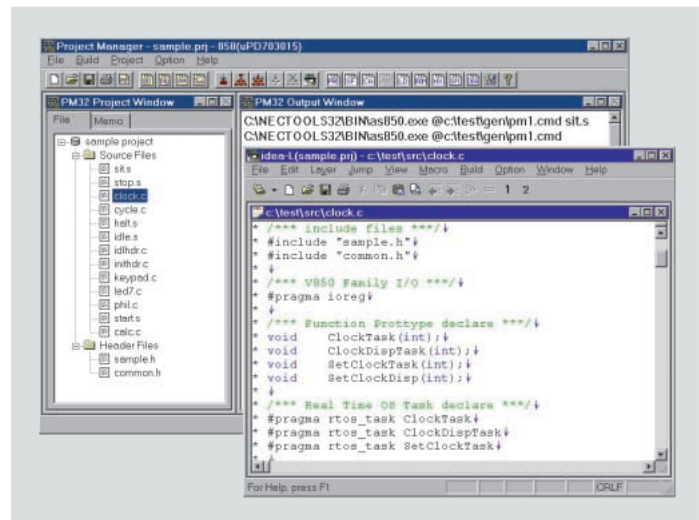 Project Manager - sample.prj - 850(uPD703015)
File Build Project Option Help
PM32 Project Window
File Memo
sample project
Source Files
sit.s
stop.s
clock.c
cycle.c
halt.s
idle.s
idlhdr.c
inithdr.c
keypad.c
led7.c
phil.c
start.s
calc.c
Header Files
sample.h
common.h
PM32 Output Window
C:\NECTOOLS32\BIN\as850.exe @c:\test\gen\pm1.cmd sit.s
C:\NECTOOLS32\BIN\as850.exe @c:\test\gen\pm1.cmd
idea-L(sample.prj) - c:\test\src\clock.c
File Edit Layer Jump View Macro Build Option Window Help
1 2
c:\test\src\clock.c
* /*** include files ***/↓
* #include "sample.h"↓
* #include "common.h"↓
* ↓
* /*** V850 Family I/O ***/↓
* #pragma ioreg↓
* ↓
* /*** Function Prottype declare ***/↓
* void ClockTask(int);↓
* void ClockDispTask(int);↓
* void SetClockTask(int);↓
* void SetClockDisp(int);↓
* ↓
* /*** Real Time OS Task declare ***/↓
* #pragma rtos_task ClockTask↓
* #pragma rtos_task ClockDispTask↓
* #pragma rtos_task SetClockTask↓
For Help, press F1
CRLF